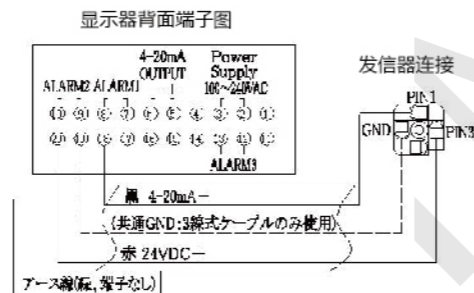 显示器背面端子图
4-20mA Power
OUTPUT Supply
ALARM2 ALARM1 100~240VAC
发信器连接
PIN1
GND PIN3
ALARM3
黒 4-20mA-
(共通GND:3線式ケーブルのみ使用)
赤 24VDC-
アース線(緑,端子なし)